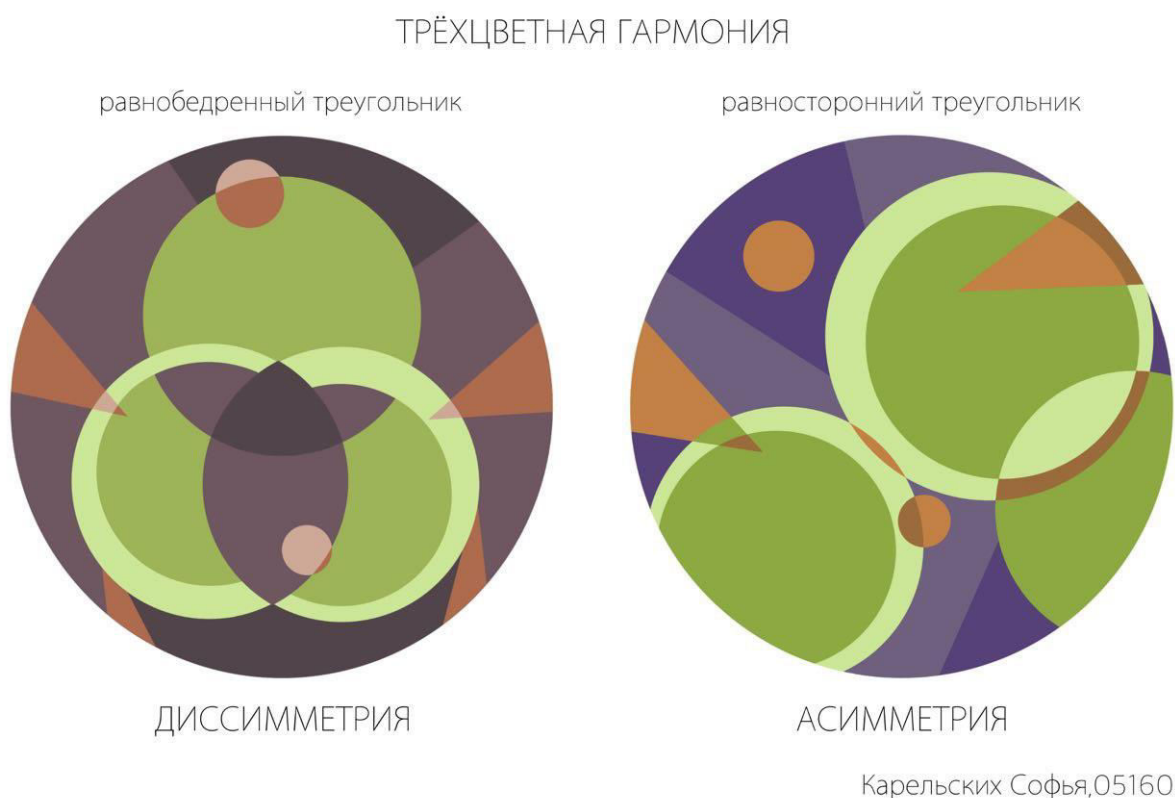 ТРЁХЦВЕТНАЯ ГАРМОНИЯ
равнобедренный треугольник
равносторонний треугольник
ДИССИММЕТРИЯ
АСИММЕТРИЯ
Карельских Софья,05160